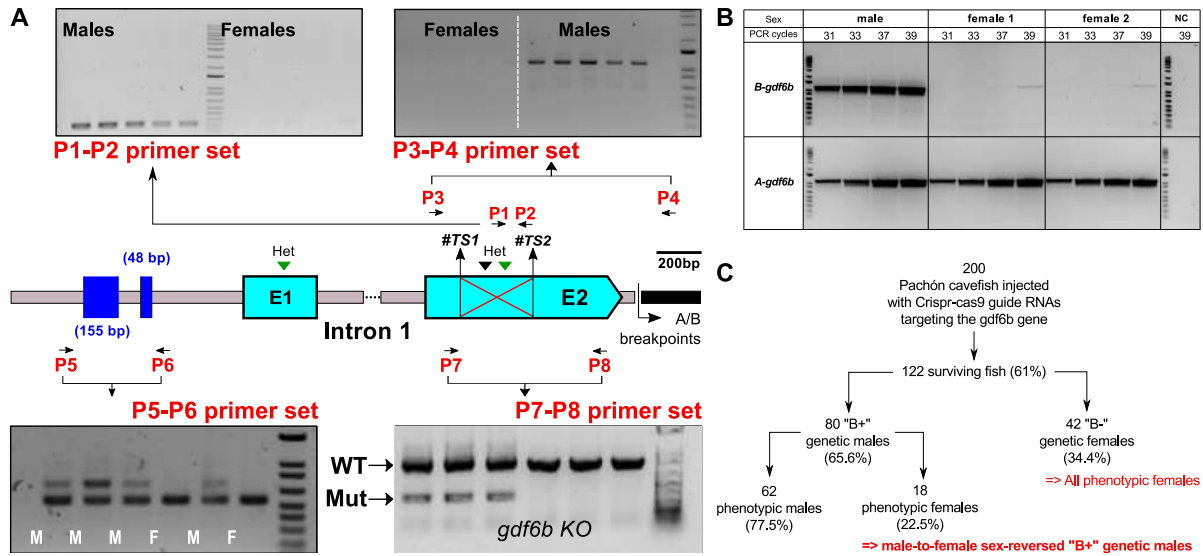 A
Males
Females
Females
Males
P1-P2 primer set
P3-P4 primer set
P3
P4
P1
P2
#TS1
#TS2
Het
Het
(48 bp)
200bp
E1
E2
(155 bp)
Intron 1
A/B
breakpoints
P5
P6
P7
P8
P5-P6 primer set
P7-P8 primer set
M M M F M F
WT
Mut
gdf6b KO
B
Sex male female 1 female 2 NC
PCR cycles 31 33 37 39 31 33 37 39 31 33 37 39 39
B-gdf6b
A-gdf6b
C
200
Pachón cavefish injected
with Crispr-cas9 guide RNAs
targeting the gdf6b gene
122 surviving fish (61%)
80 "B+"
genetic males
(65.6%)
42 "B-"
genetic females
(34.4%)
=> All phenotypic females
62
phenotypic males
(77.5%)
18
phenotypic females
(22.5%)
=> male-to-female sex-reversed "B+" genetic males